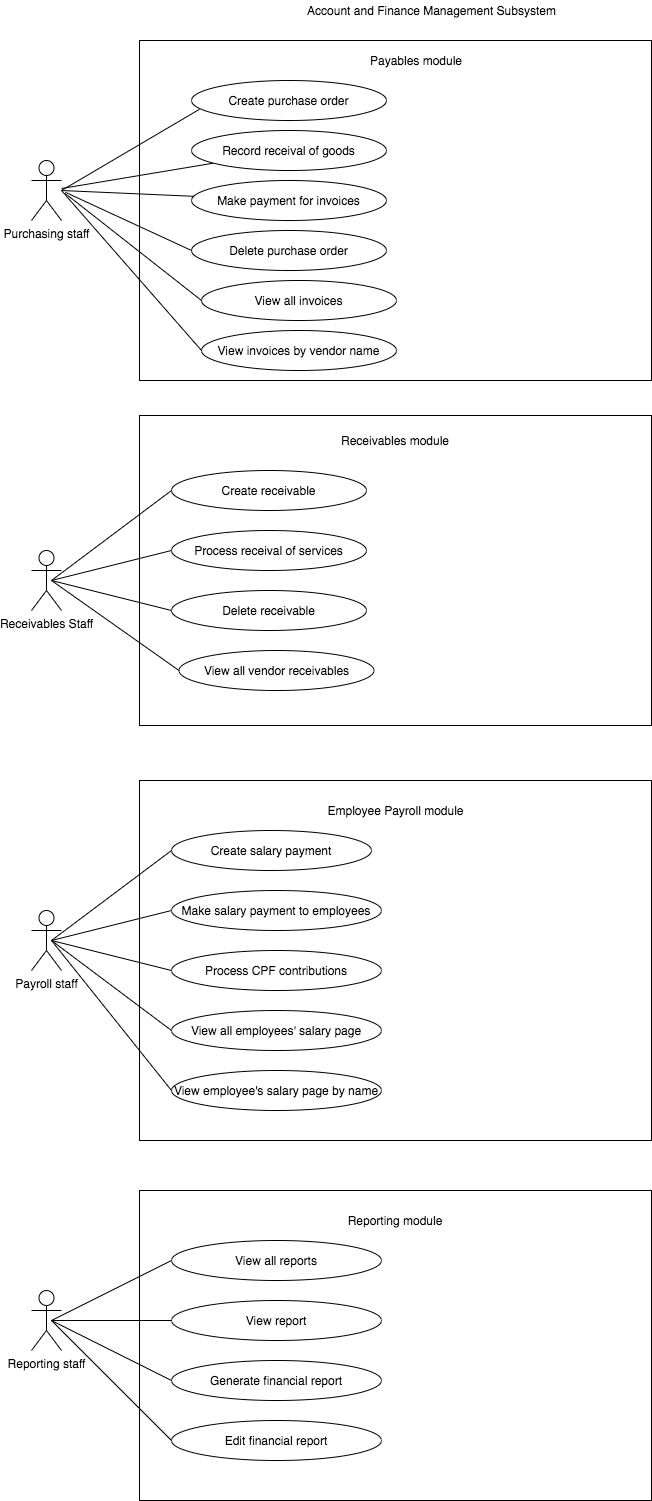 Account and Finance Management Subsystem
Payables module
Create purchase order
Record receival of goods
Make payment for invoices
Purchasing staff
Delete purchase order
View all invoices
View invoices by vendor name
Receivables module
Create receivable
Process receival of services
Delete receivable
Receivables Staff
View all vendor receivables
Employee Payroll module
Create salary payment
Make salary payment to employees
Process CPF contributions
Payroll staff
View all employees' salary page
View employee's salary page by name
Reporting module
View all reports
View report
Reporting staff
Generate financial report
Edit financial report